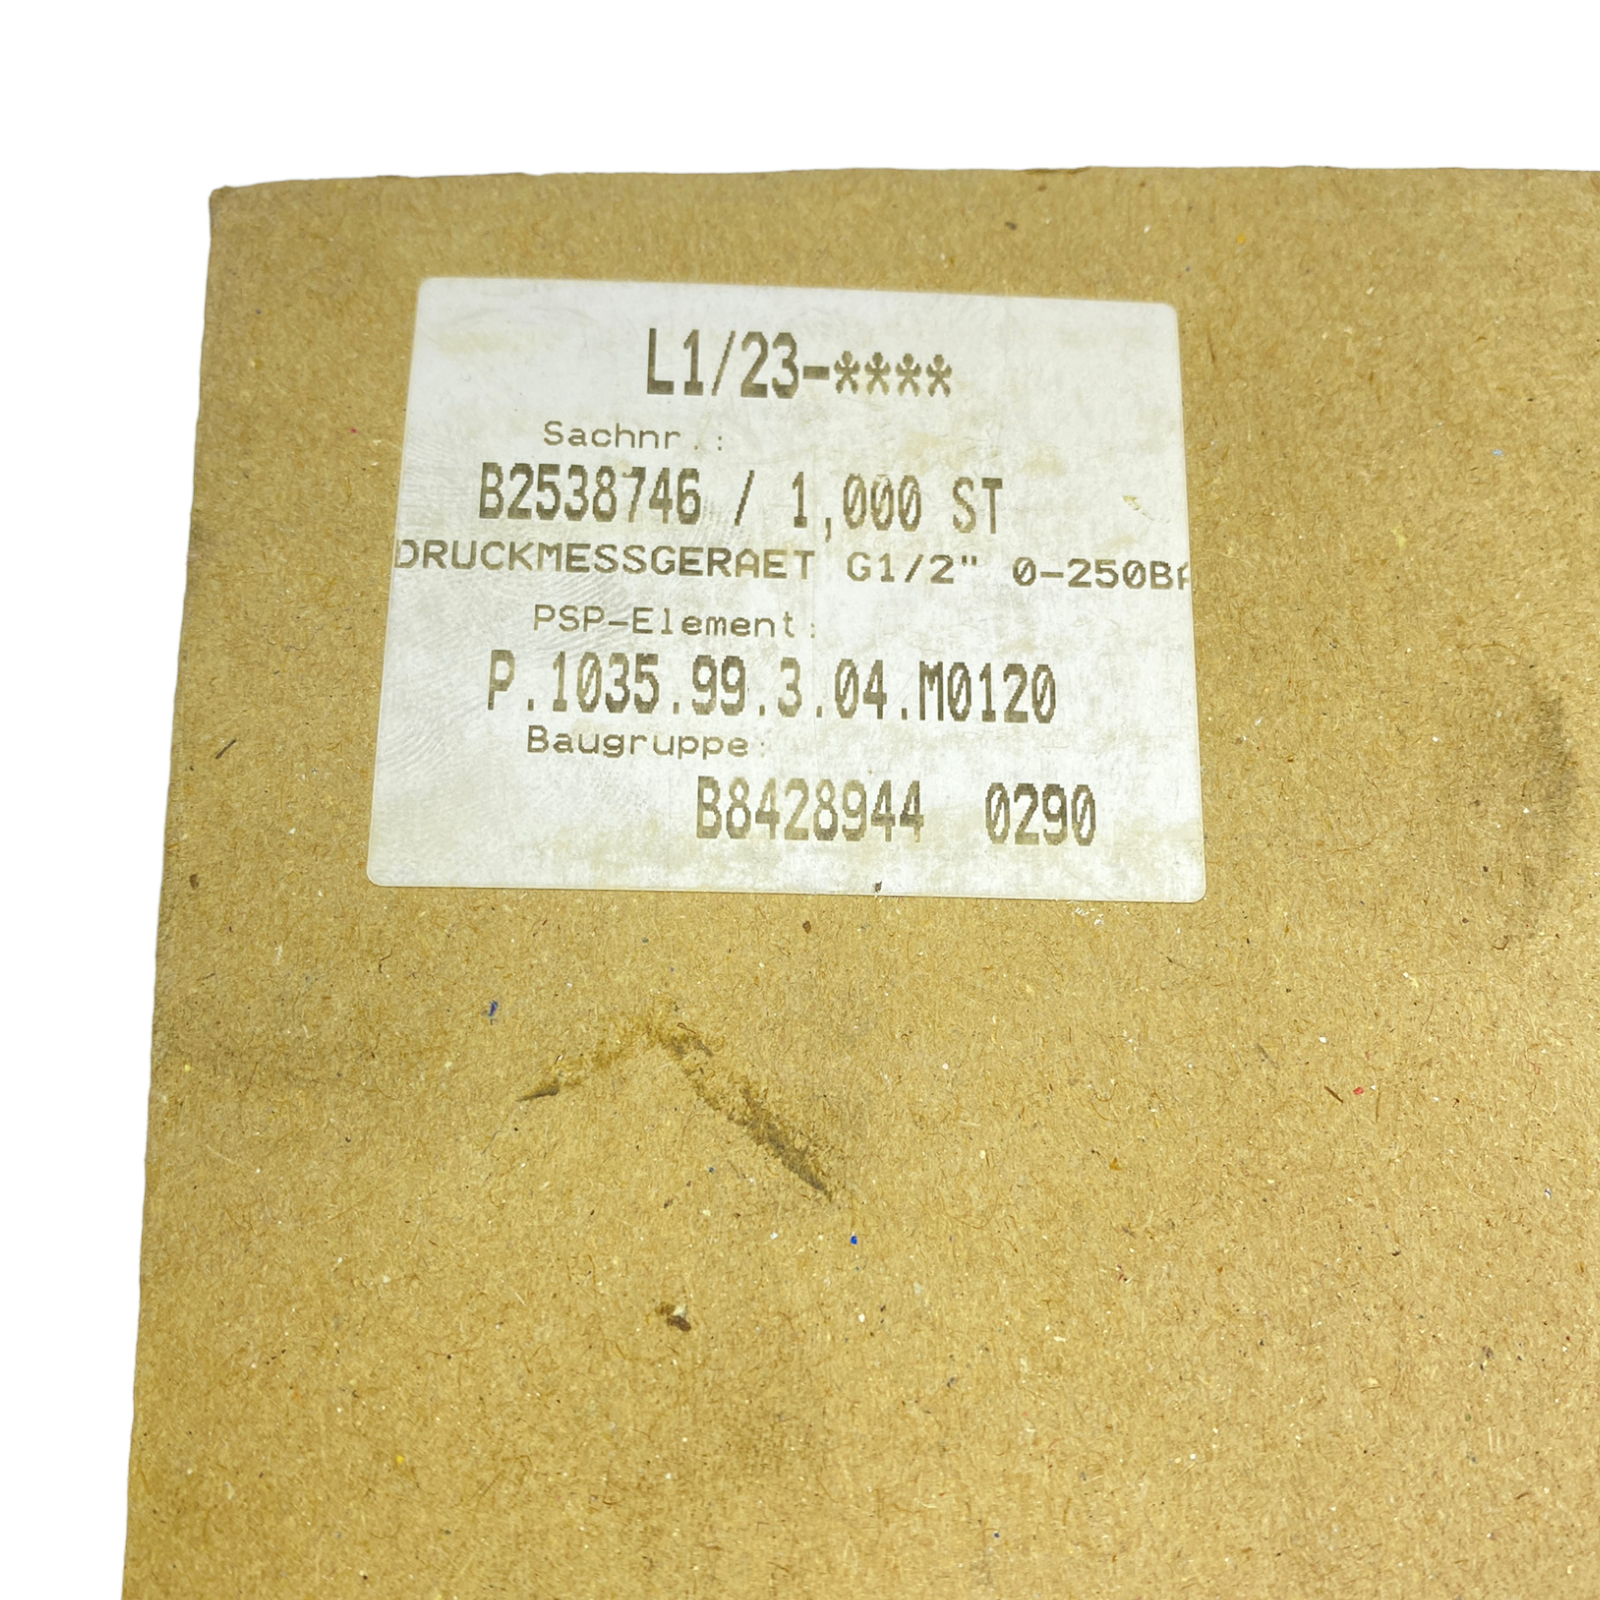 L1/23-****
Sachnr.:
B2538746 / 1,000 ST
DRUCKMESSGERAET G1/2" 0-250BA
PSP-Element:
P.1035.99.3.04.M0120
Baugruppe:
B8428944 0290